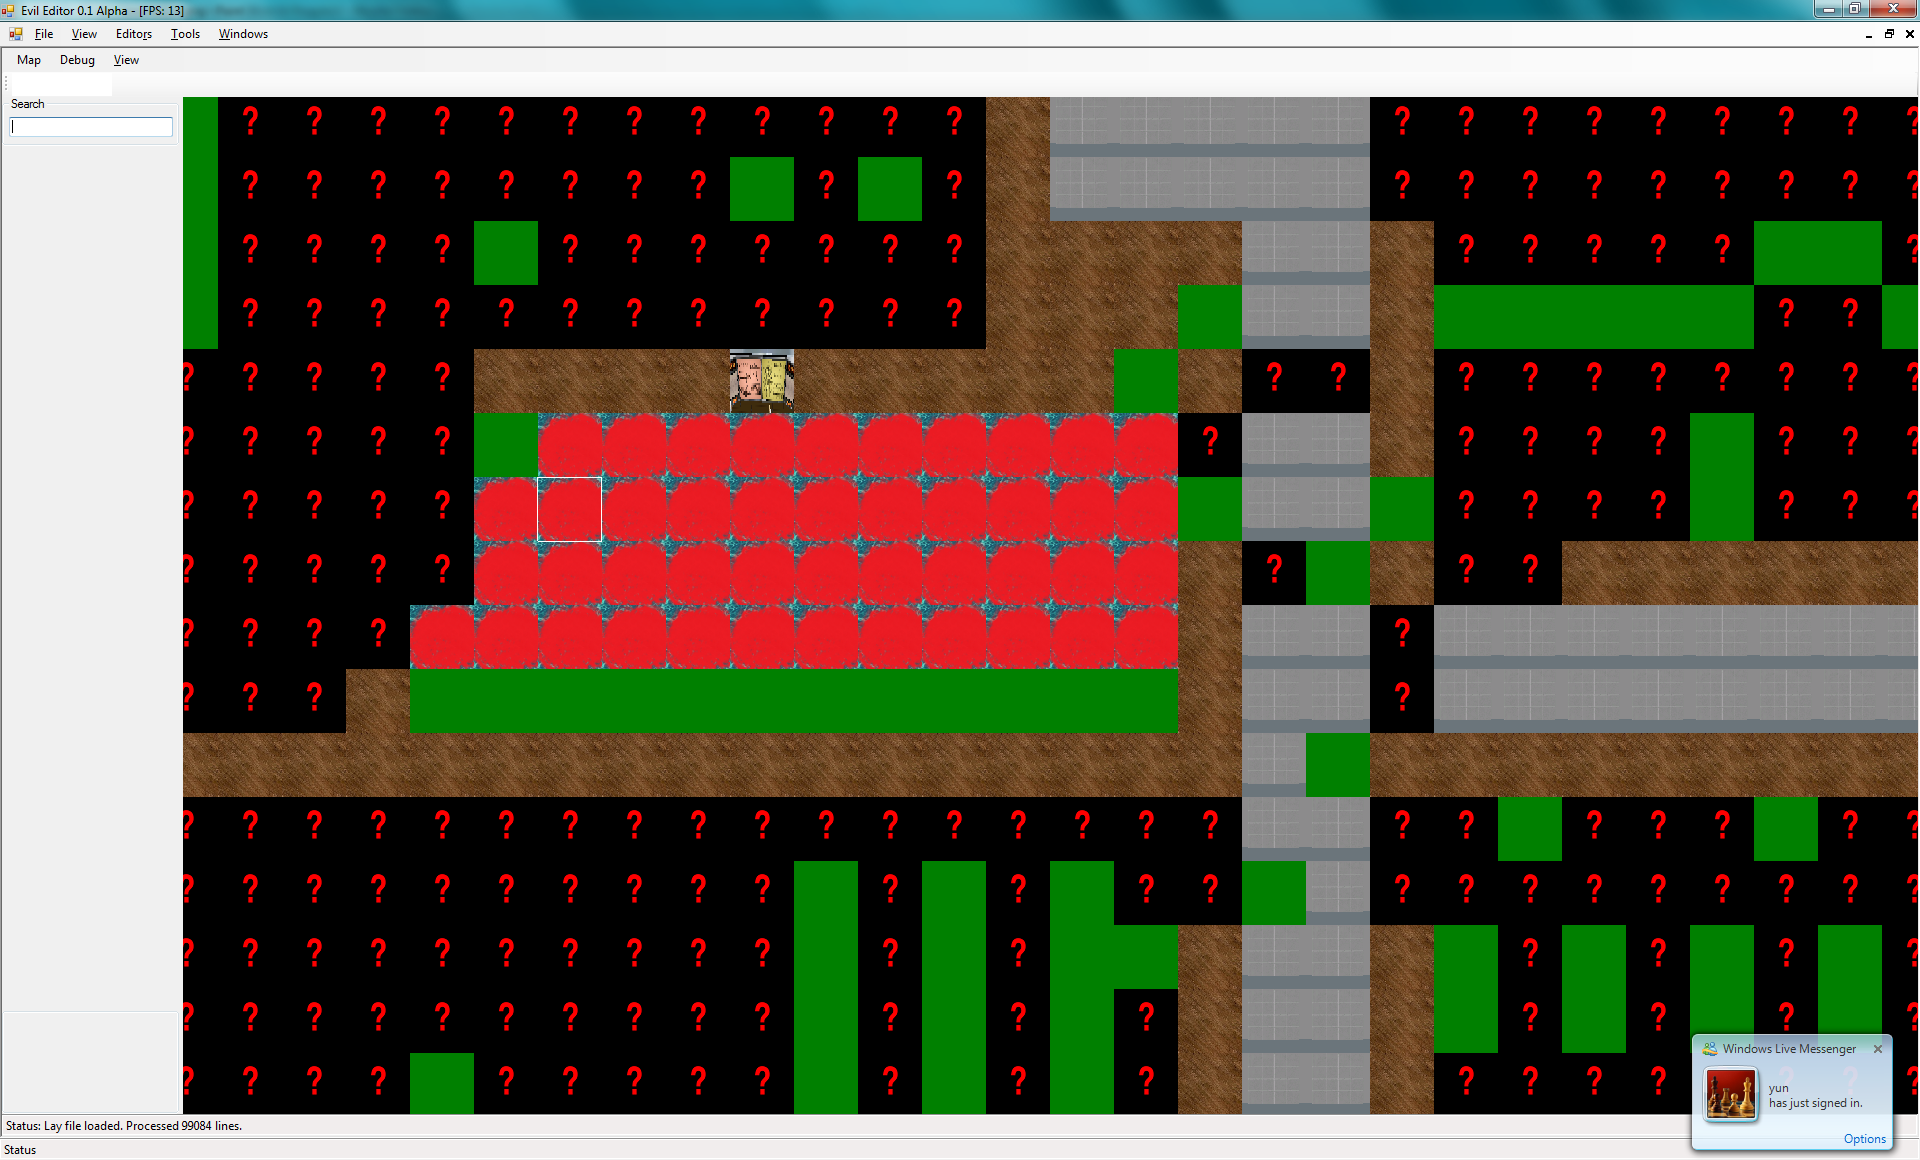 Evil Editor 0.1 Alpha - [FPS: 13]
File View Editors Tools Windows
Map Debug View
Search
? ? ? ? ? ? ? ? ? ? ? ? ? ? ? ? ? ? ? ? ?
? ? ? ? ? ? ? ? ? ? ? ? ? ? ? ? ? ? ?
? ? ? ? ? ? ? ? ? ? ? ? ? ? ? ? ?
? ? ? ? ? ? ? ? ? ? ? ? ? ?
? ? ? ? ? ? ? ? ? ? ? ? ? ? ?
? ? ? ? ? ? ? ? ? ? ? ?
? ? ? ? ? ? ? ? ? ? ?
? ? ? ? ? ? ? ?
? ? ? ? ?
? ? ? ?
? ? ? ? ? ? ? ? ? ? ? ? ? ? ? ? ? ? ? ? ? ? ? ?
? ? ? ? ? ? ? ? ? ? ? ? ? ? ? ? ? ? ? ? ? ? ? ?
? ? ? ? ? ? ? ? ? ? ? ? ? ? ? ?
? ? ? ? ? ? ? ? ? ? ? ? ? ? ? ? ?
? ? ? ? ? ? ? ? ? ? ? ? ? ? ? ? ? ? ?
Windows Live Messenger
yun
has just signed in.
Options
Status: Lay file loaded. Processed 99084 lines.
Status